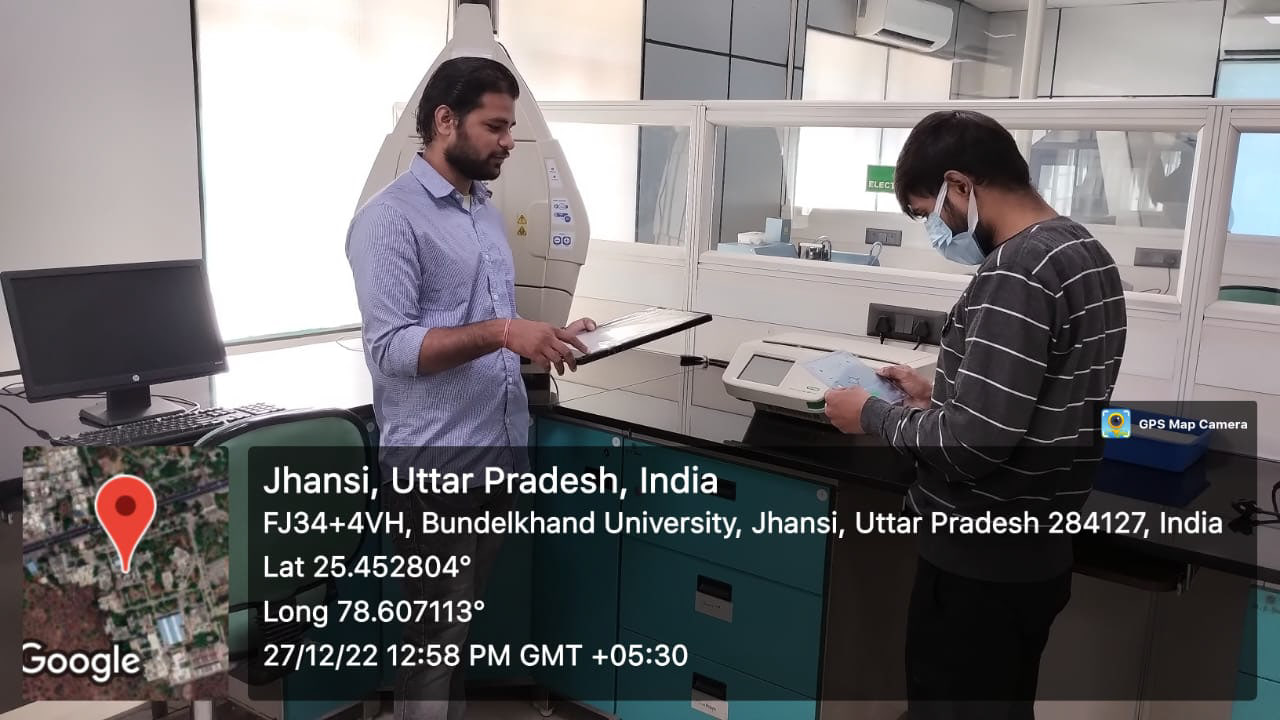 ELECT
GPS Map Camera
Jhansi, Uttar Pradesh, India
FJ34+4VH, Bundelkhand University, Jhansi, Uttar Pradesh 284127, India
Lat 25.452804°
Long 78.607113°
27/12/22 12:58 PM GMT +05:30
Google